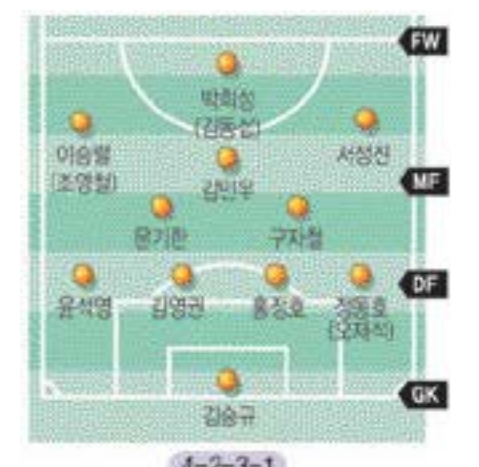 FW
박희성
(김동섭)
이승렬
(조영철)
서정진
김민우
MF
문기한
구자철
DF
윤석영
김영권
홍정호
정동호
(오재석)
GK
김승규
4-2-3-1